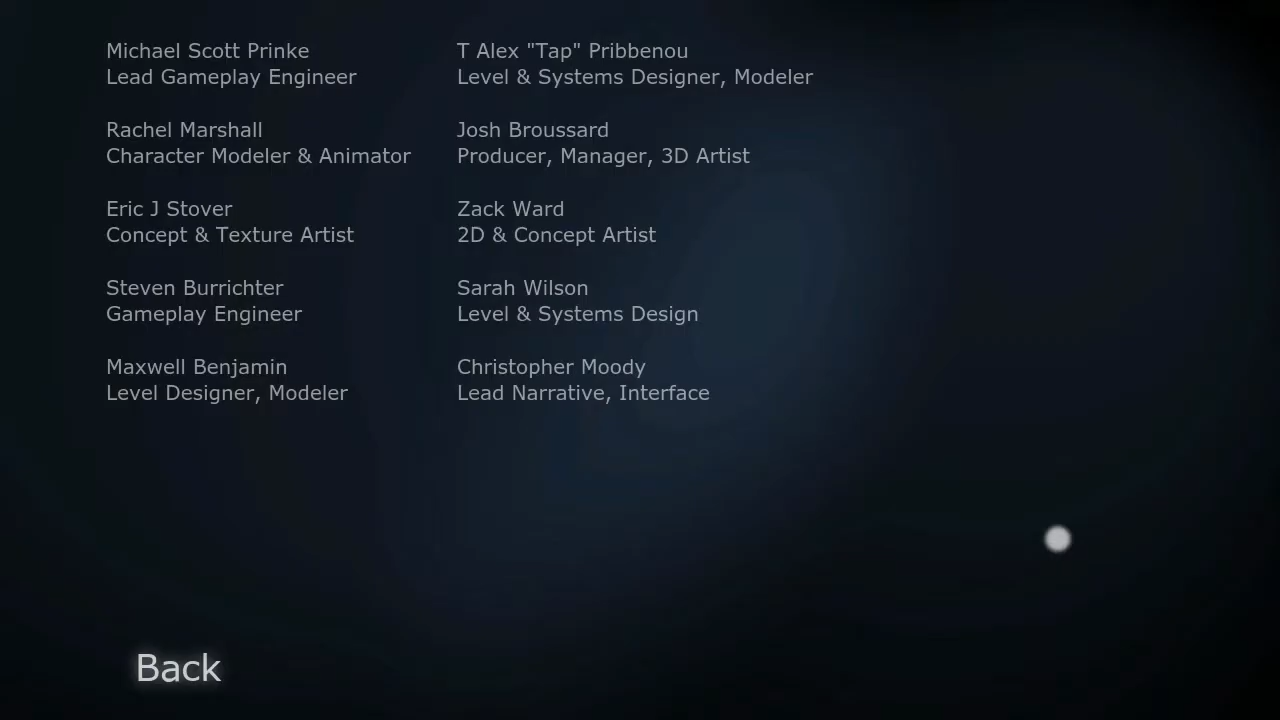 Michael Scott Prinke
Lead Gameplay Engineer
Rachel Marshall
Character Modeler & Animator
Eric J Stover
Concept & Texture Artist
Steven Burrichter
Gameplay Engineer
Maxwell Benjamin
Level Designer, Modeler
T Alex "Tap" Pribbenou
Level & Systems Designer, Modeler
Josh Broussard
Producer, Manager, 3D Artist
Zack Ward
2D & Concept Artist
Sarah Wilson
Level & Systems Design
Christopher Moody
Lead Narrative, Interface
Back